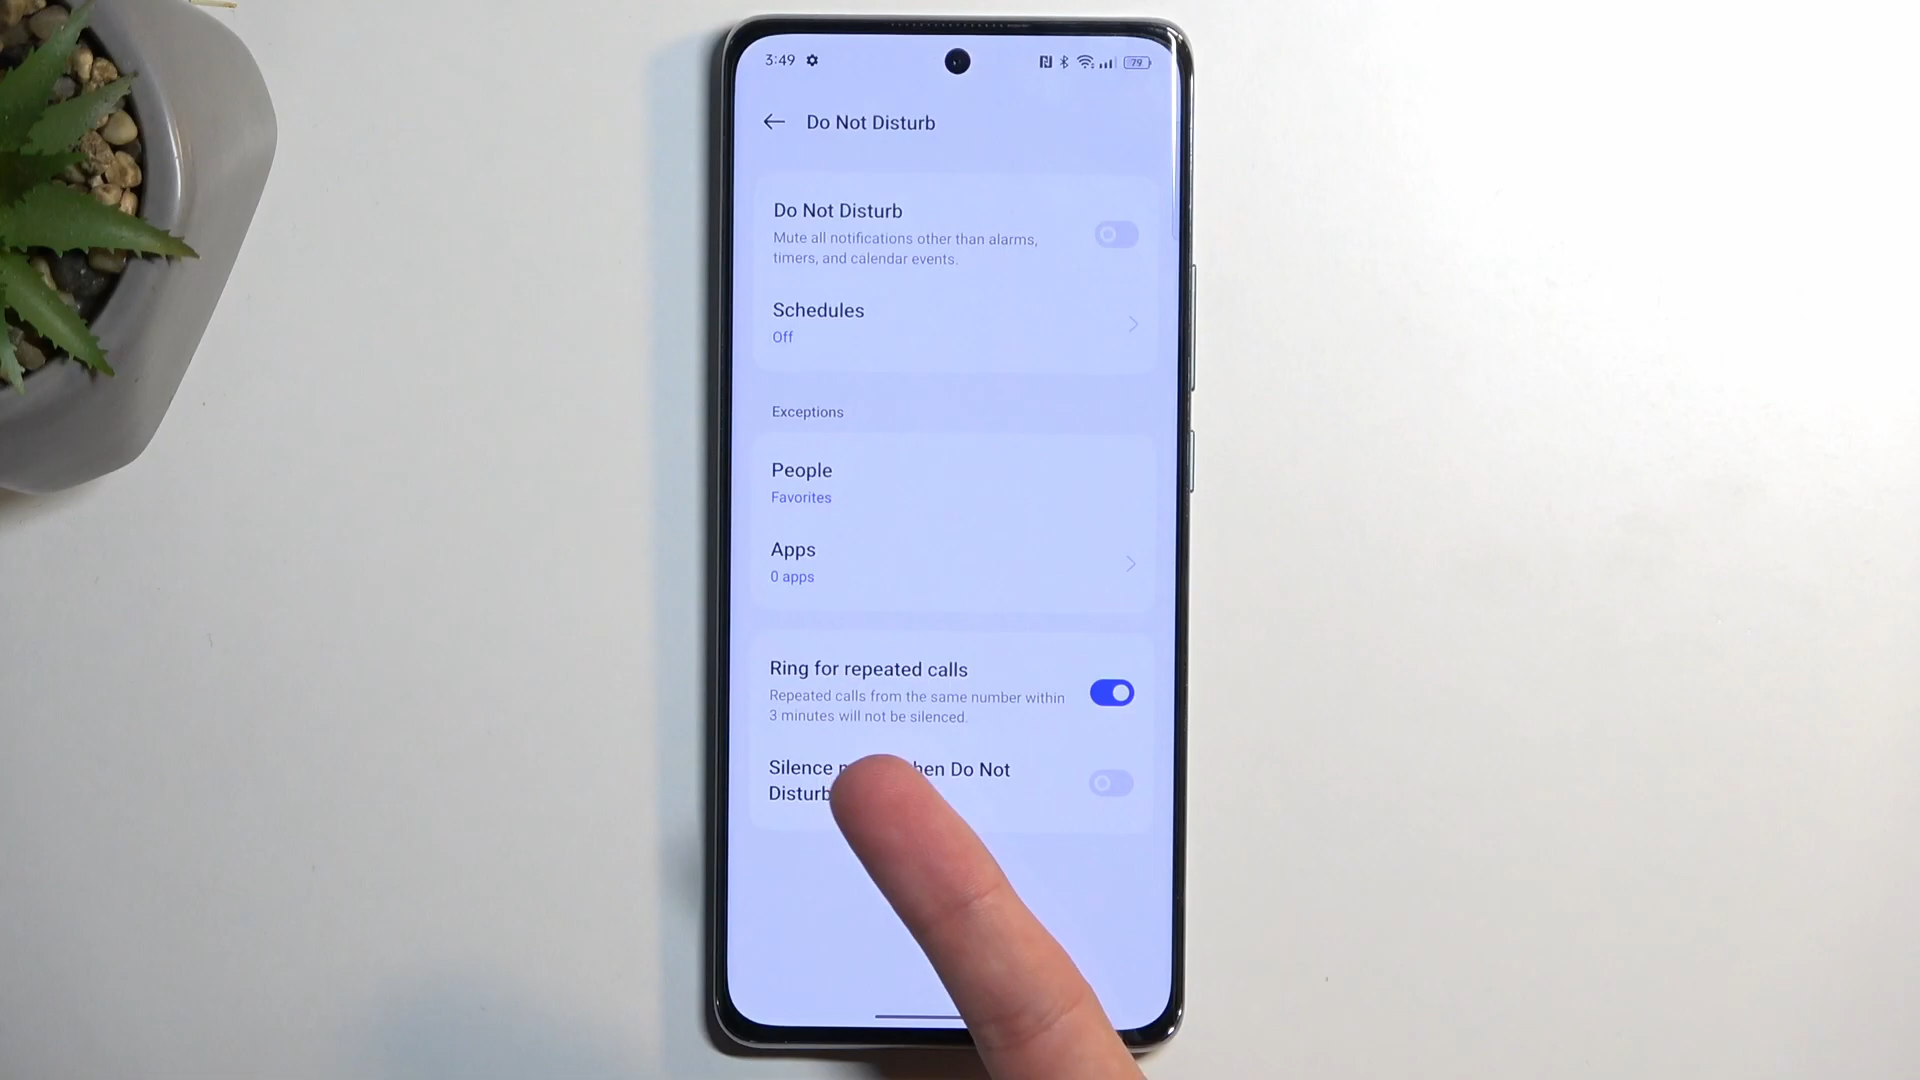 3:49
79
Do Not Disturb
Do Not Disturb
Mute all notifications other than alarms,
timers, and calendar events.
Schedules
Off
Exceptions
People
Favorites
Apps
0 apps
Ring for repeated calls
Repeated calls from the same number within
3 minutes will not be silenced.
Silence Do Not
Disturb